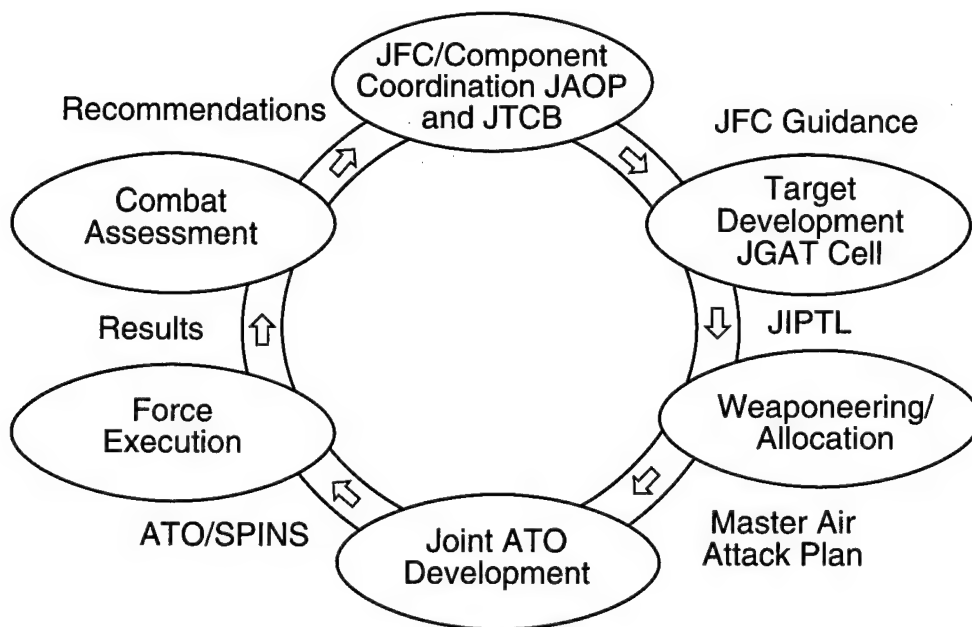 JFC/Component
Coordination JAOP
and JTCB
JFC Guidance
Target
Development
JGAT Cell
JIPTL
Weaponeering/
Allocation
Master Air
Attack Plan
Joint ATO
Development
ATO/SPINS
Force
Execution
Results
Combat
Assessment
Recommendations